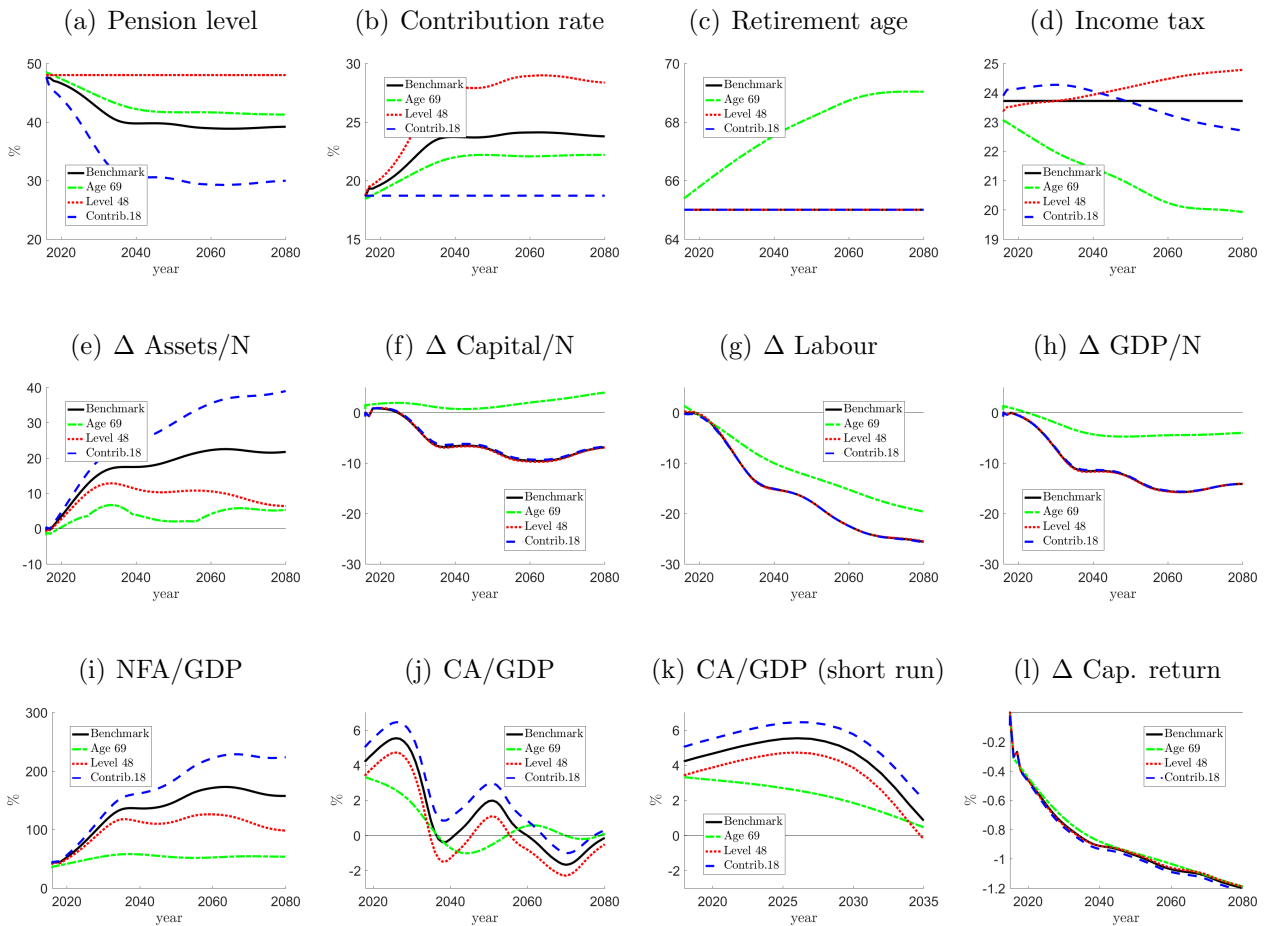 (a) Pension level
50
40
30
20
%
Benchmark
Age 69
Level 48
Contrib.18
2020 2040 2060 2080
year
(b) Contribution rate
30
25
20
15
%
Benchmark
Age 69
Level 48
Contrib.18
2020 2040 2060 2080
year
(c) Retirement age
70
68
66
64
Benchmark
Age 69
Level 48
Contrib.18
2020 2040 2060 2080
year
(d) Income tax
25
24
23
22
21
20
19
%
Benchmark
Age 69
Level 48
Contrib.18
2020 2040 2060 2080
year
(e) Δ Assets/N
40
30
20
10
0
-10
%
Benchmark
Age 69
Level 48
Contrib.18
2020 2040 2060 2080
year
(f) Δ Capital/N
0
-10
-20
-30
Benchmark
Age 69
Level 48
Contrib.18
2020 2040 2060 2080
year
(g) Δ Labour
0
-10
-20
-30
Benchmark
Age 69
Level 48
Contrib.18
2020 2040 2060 2080
year
(h) Δ GDP/N
0
-10
-20
-30
Benchmark
Age 69
Level 48
Contrib.18
2020 2040 2060 2080
year
(i) NFA/GDP
300
200
100
0
%
Benchmark
Age 69
Level 48
Contrib.18
2020 2040 2060 2080
year
(j) CA/GDP
6
4
2
0
-2
%
Benchmark
Age 69
Level 48
Contrib.18
2020 2040 2060 2080
year
(k) CA/GDP (short run)
6
4
2
0
-2
%
Benchmark
Age 69
Level 48
Contrib.18
2020 2025 2030 2035
year
(l) Δ Cap. return
-0.2
-0.4
-0.6
-0.8
-1
-1.2
%
Benchmark
Age 69
Level 48
Contrib.18
2020 2040 2060 2080
year